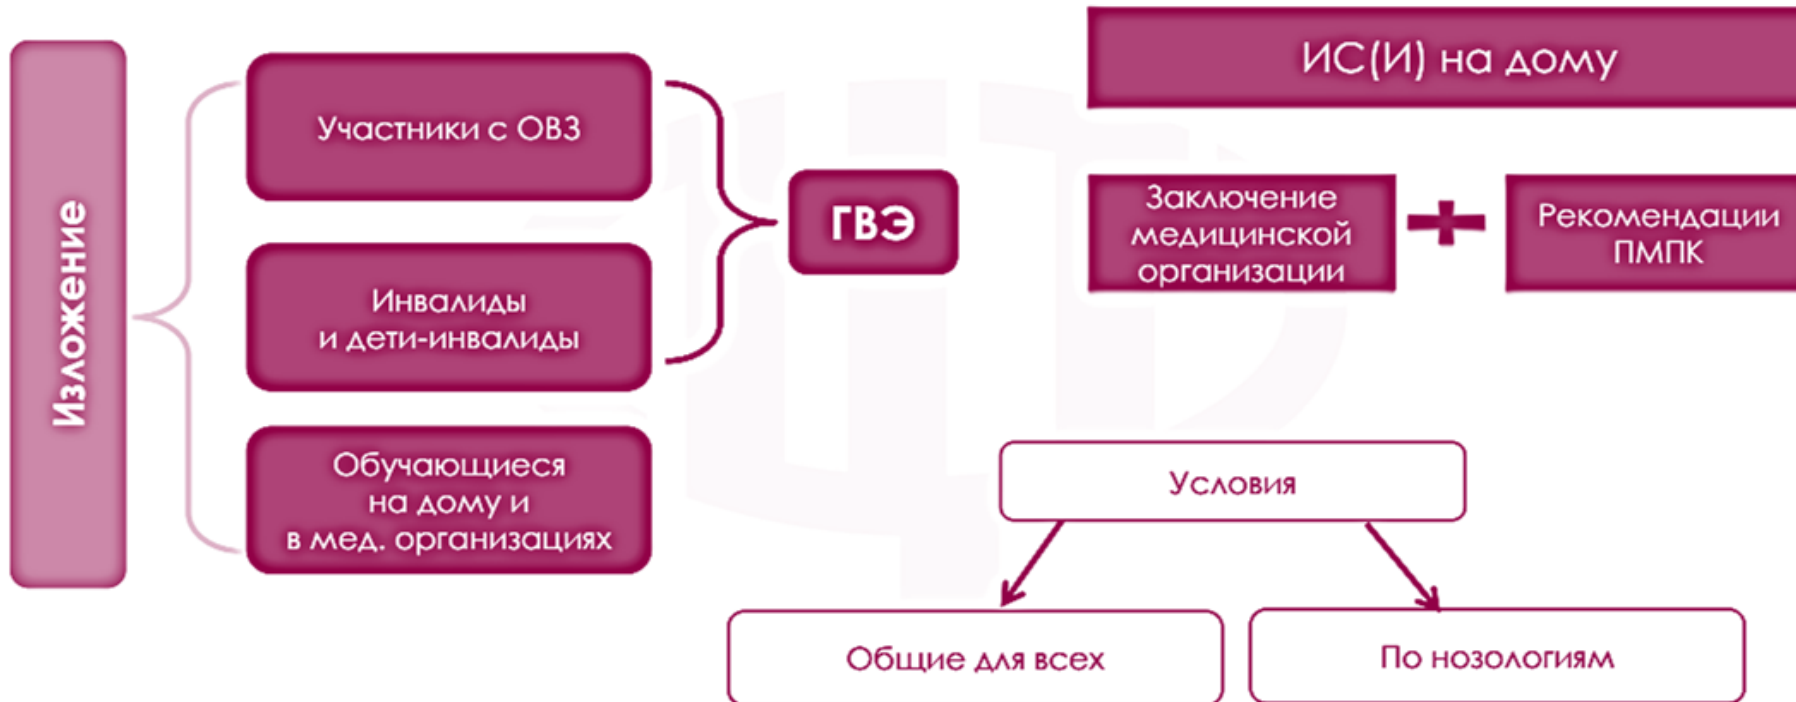 Изложение
Участники с ОВЗ
Инвалиды
и дети-инвалиды
Обучающиеся
на дому и
в мед. организациях
ГВЭ
ИС(И) на дому
Заключение
медицинской
организации
Рекомендации
ПМПК
Условия
Общие для всех
По нозологиям